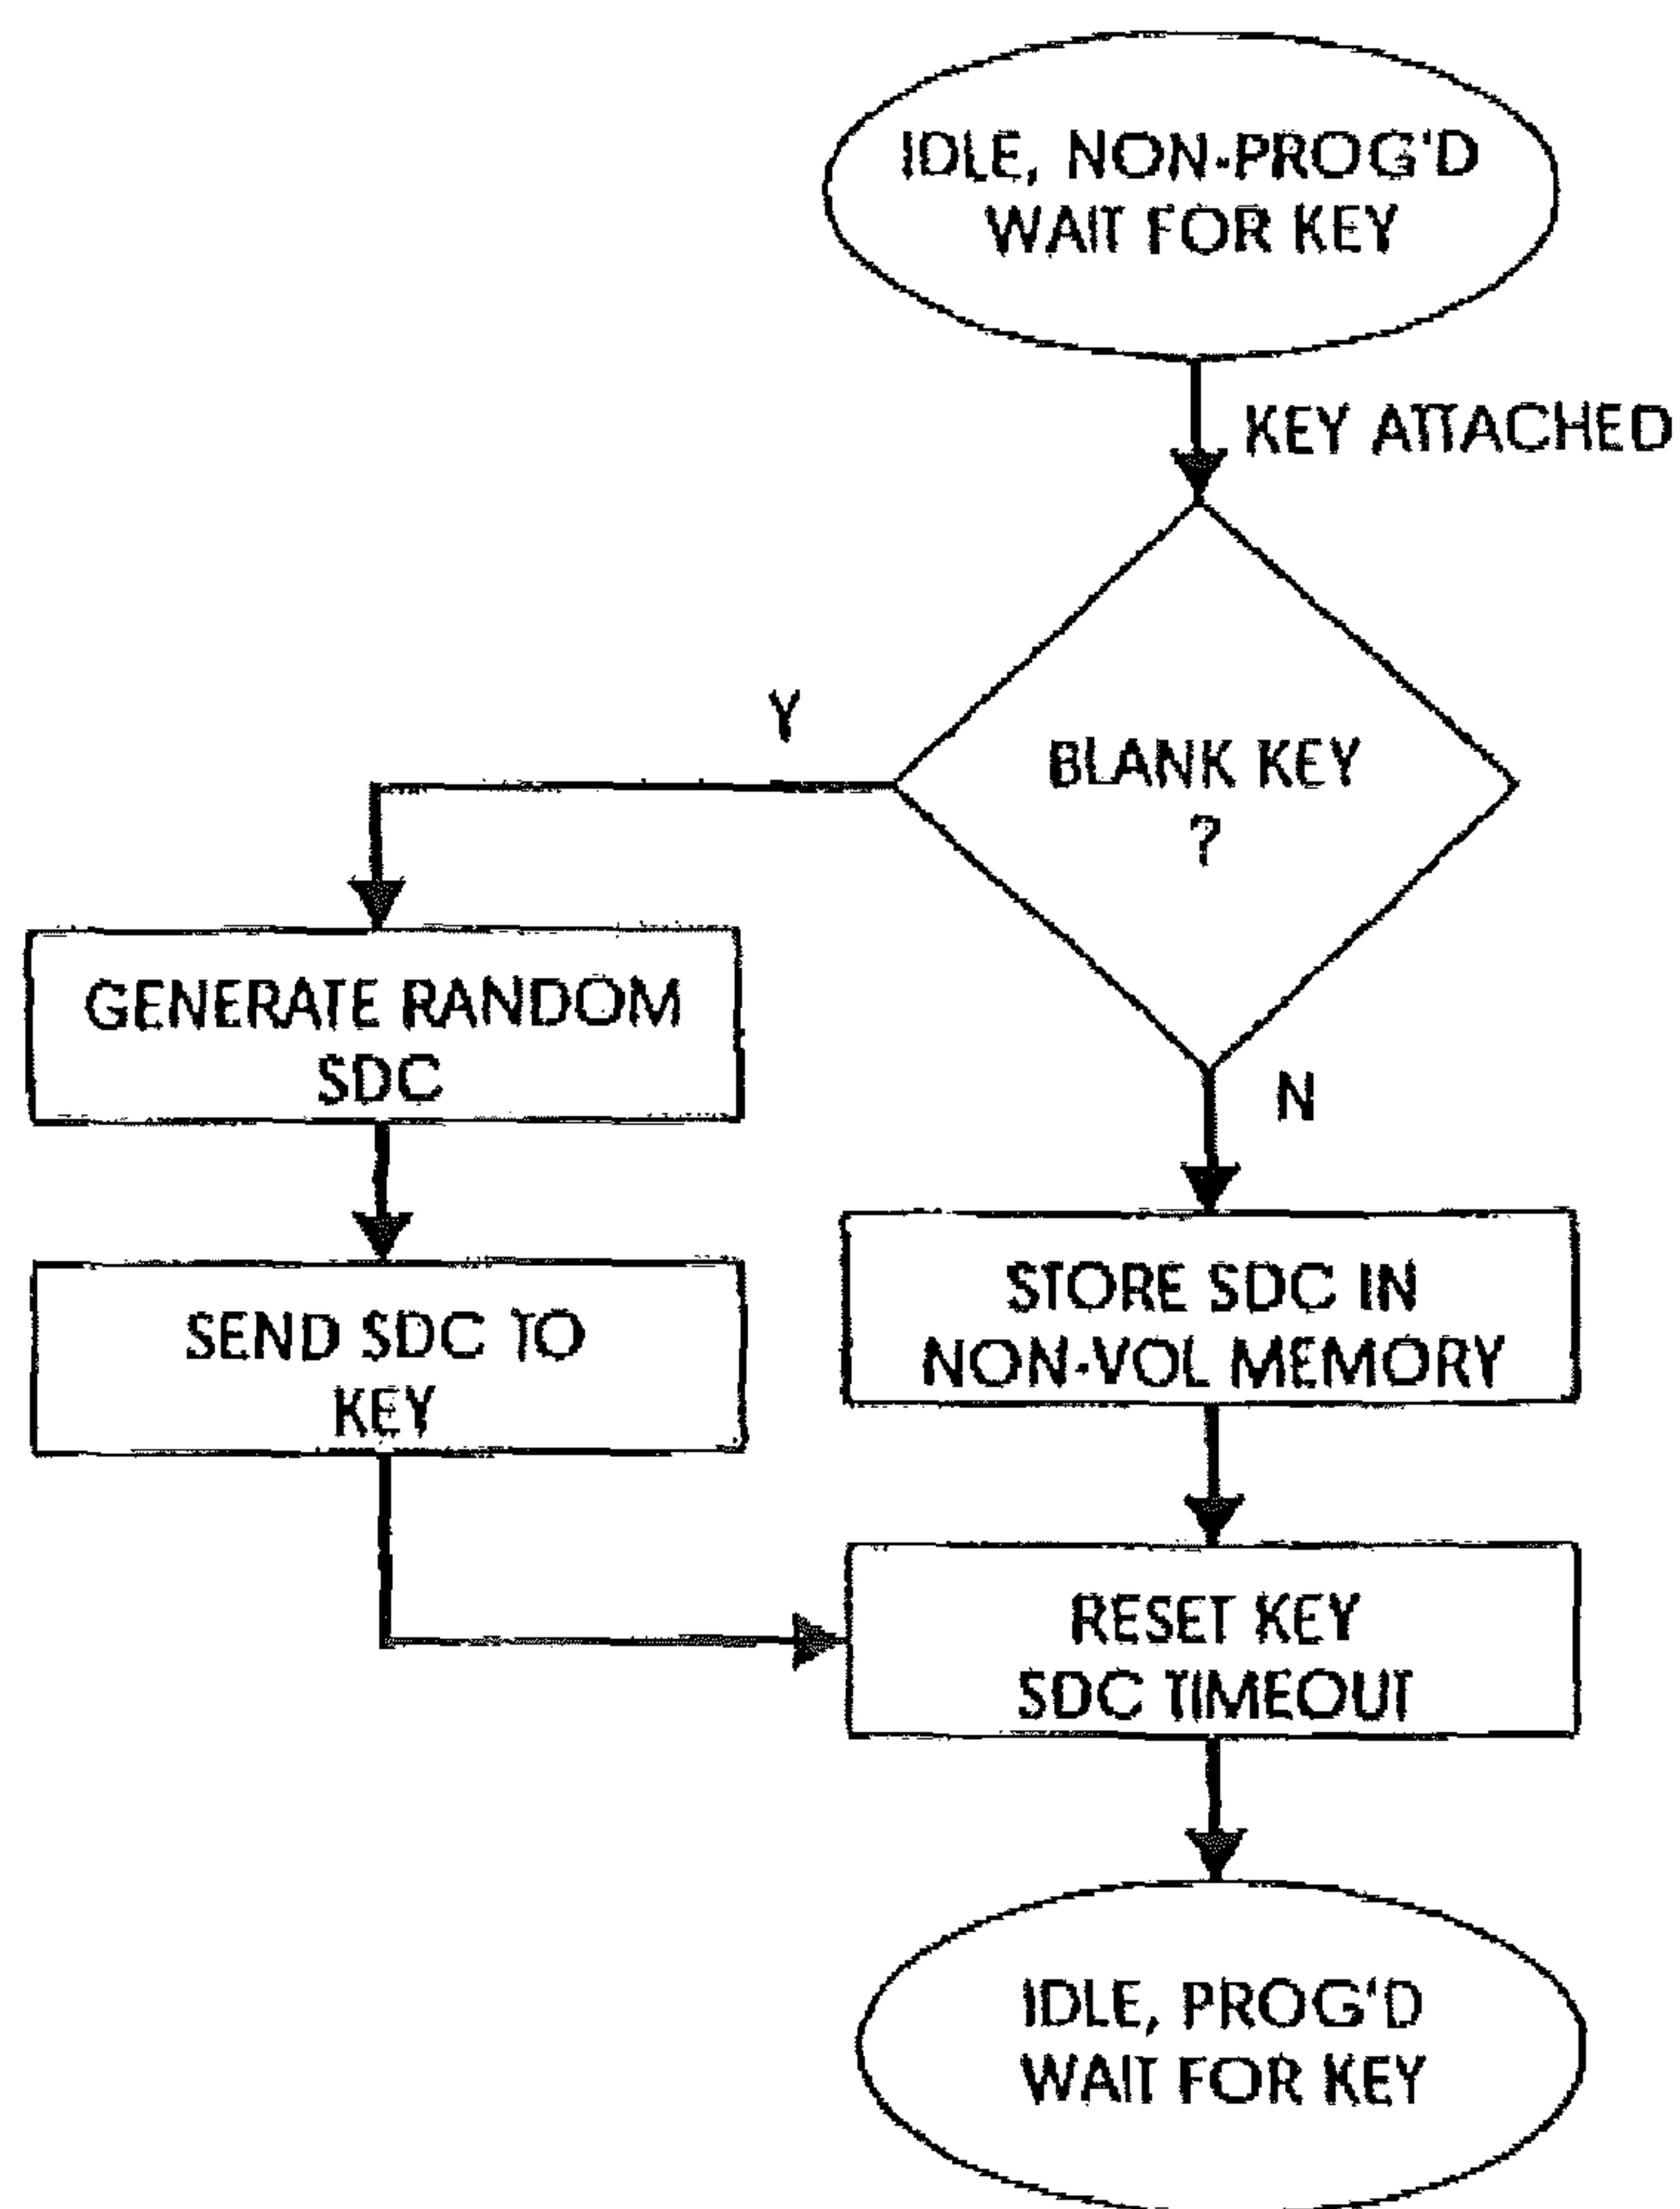 IDLE, NON-PROG'D
WAIT FOR KEY
KEY ATTACHED
BLANK KEY
?
Y
N
GENERATE RANDOM
SDC
SEND SDC TO
KEY
STORE SDC IN
NON-VOL MEMORY
RESET KEY
SDC TIMEOUT
IDLE, PROG'D
WAIT FOR KEY